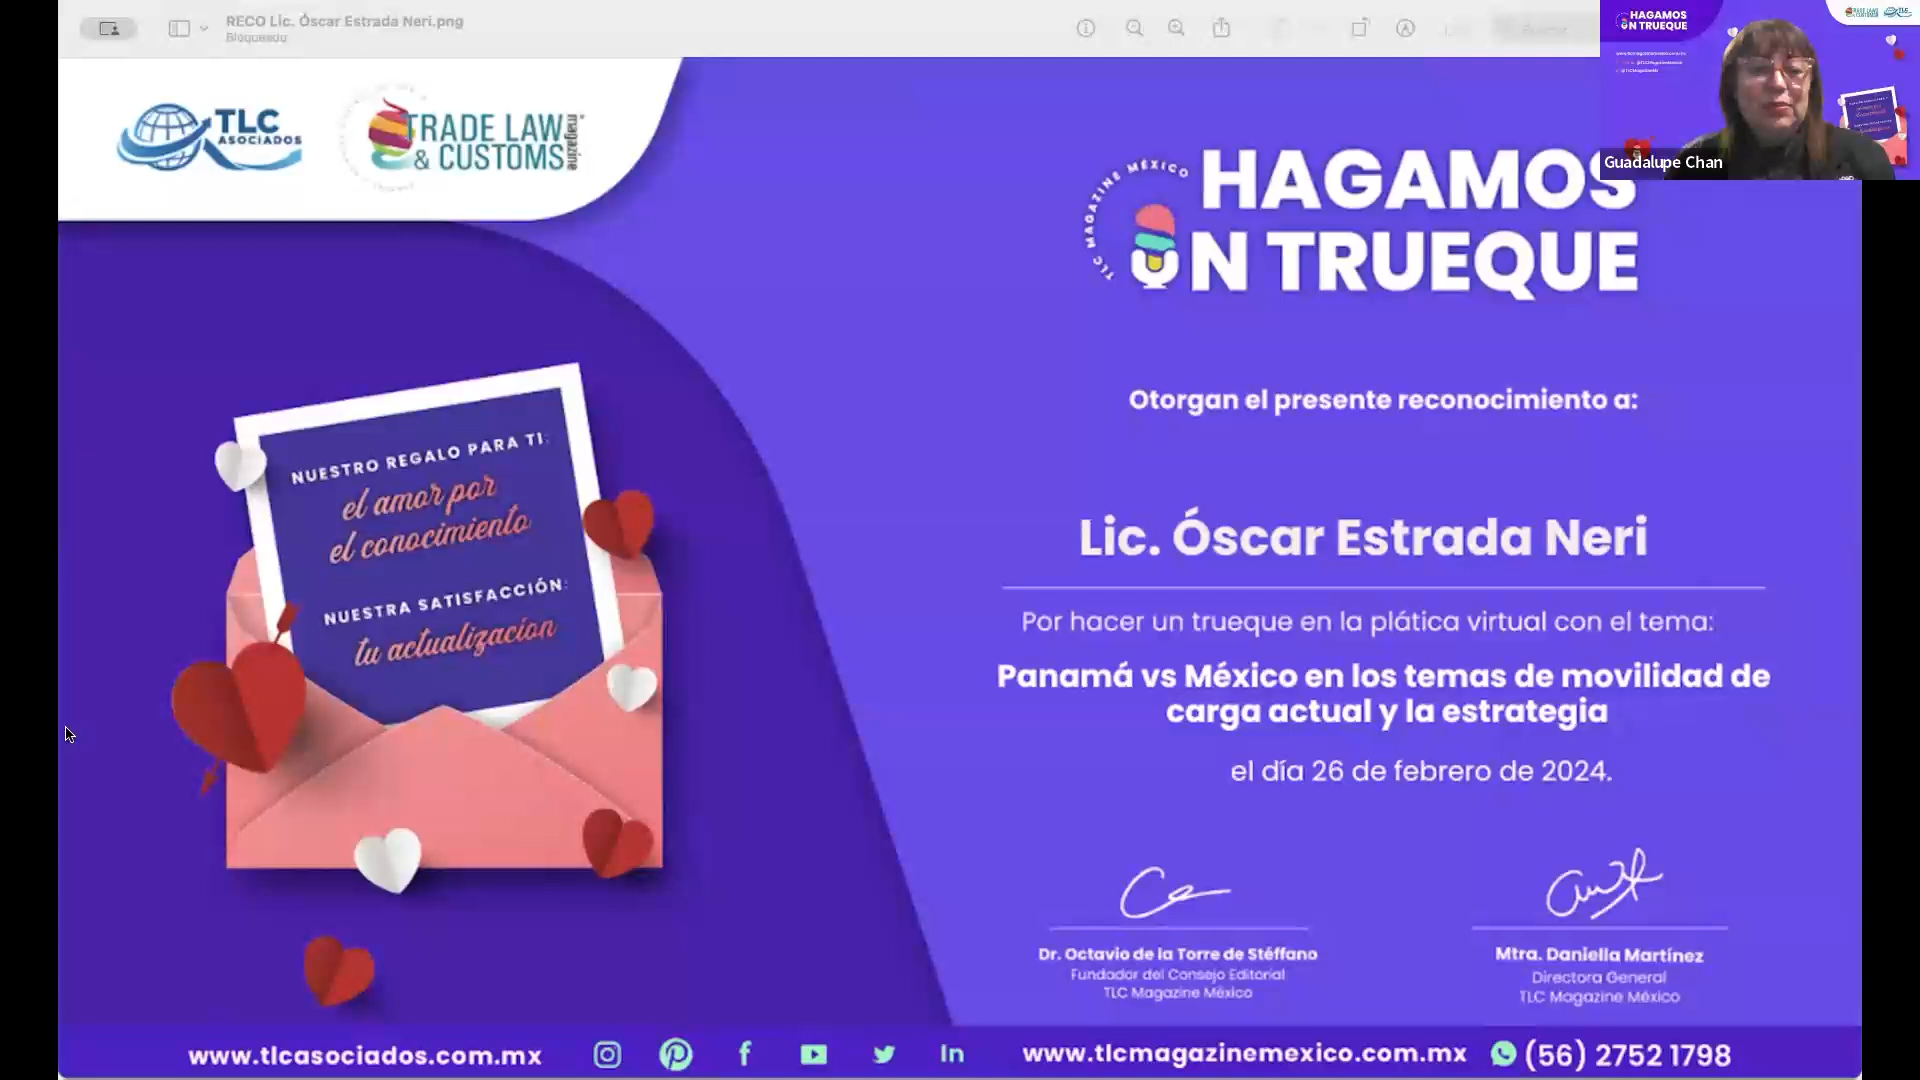 RECO Lic. Óscar Estrada Neri.png
Bloqueado
HAGAMOS
UN TRUEQUE
Guadalupe Chan
TLC
ASOCIADOS
TRADE LAW
& CUSTOMS
magazine
TLC MAGAZINE MÉXICO
HAGAMOS
UN TRUEQUE
NUESTRO REGALO PARA TI:
el amor por
el conocimiento
NUESTRA SATISFACCIÓN:
tu actualización
Otorgan el presente reconocimiento a:
Lic. Óscar Estrada Neri
Por hacer un trueque en la plática virtual con el tema:
Panamá vs México en los temas de movilidad de
carga actual y la estrategia
el día 26 de febrero de 2024.
Dr. Octavio de la Torre de Stéffano
Fundador del Consejo Editorial
TLC Magazine México
Mtra. Daniella Martínez
Directora General
TLC Magazine México
www.tlcasociados.com.mx
www.tlcmagazinemexico.com.mx
(56) 2752 1798